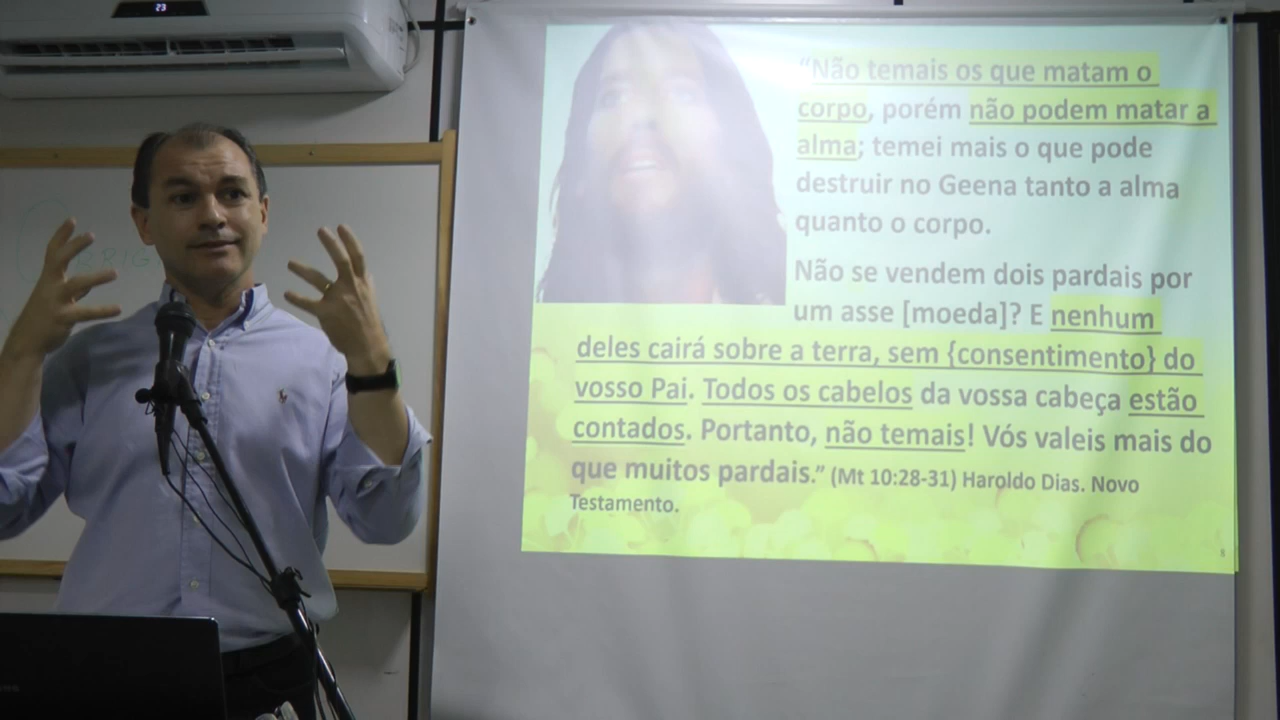 23
“Não temais os que matam o
corpo, porém não podem matar a
alma; temei mais o que pode
destruir no Geena tanto a alma
quanto o corpo.
Não se vendem dois pardais por
um asse [moeda]? E nenhum
deles cairá sobre a terra, sem {consentimento} do
vosso Pai. Todos os cabelos da vossa cabeça estão
contados. Portanto, não temais! Vós valeis mais do
que muitos pardais.” (Mt 10:28-31) Haroldo Dias. Novo
Testamento.
8